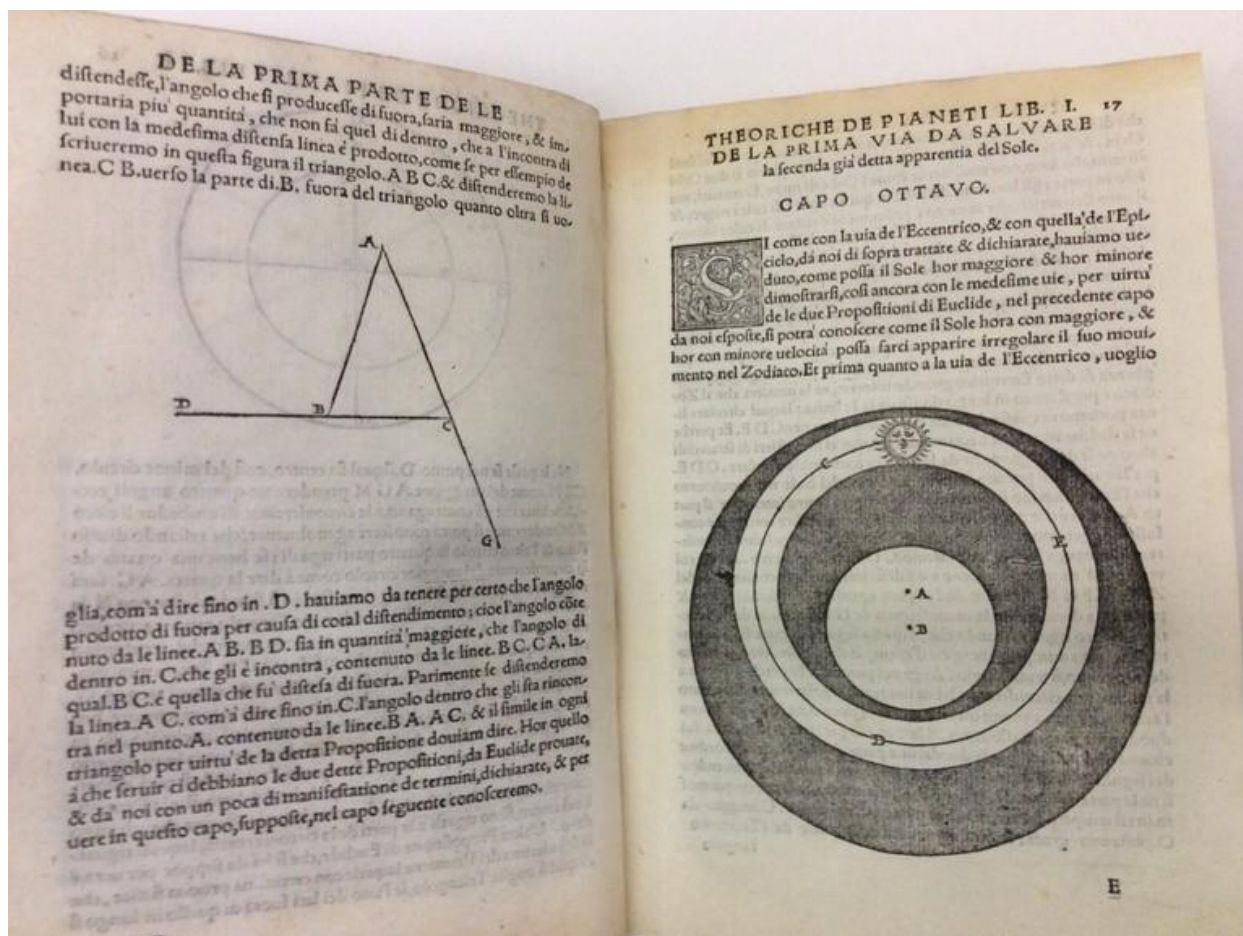 DE LA PRIMA PARTE DE LE
diſtendeſſe,l'angolo che ſi produceſſe di fuora,ſaria maggiore, & im-
portaria piu' quantitá, che non fá quel di dentro, che a l'incontra di
lui con la medeſima diſtenſa linea é prodotto,come ſe per eſſempio de
ſcriueremo in queſta figura il triangolo.A B C.& diſtenderemo la li-
nea.C B.uerſo la parte di.B. fuora del triangolo quanto oltra ſi uo-
A
D
B
C
G
glia,com'á dire fino in .D. hauiamo da tenere per certo che l'angolo
prodotto di fuora per cauſa di cotal diſtendimento; cioe l'angolo cõte
nuto da le linee.A B. B D. ſia in quantita' maggiore, che l'angolo di
dentro in. C.che gli é incontra, contenuto da le linee. B C. C A. la-
qual.B C.é quella che fu' diſteſa di fuora. Parimente ſe diſtenderemo
la linea.A C. com'á dire fino in.C.l'angolo dentro che gli ſta rincon-
tra nel punto.A. contenuto da le linee.B A. A C. & il ſimile in ogni
triangolo per uirtu' de la detta Propoſitione douiam dire. Hor quello
á che ſeruir ci debbiano le due dette Propoſitioni,da Euclide prouate,
& da' noi con un poca di manifeſtatione de termini,dichiarate, & per
uere in queſto capo,ſuppoſte,nel capo ſeguente conoſceremo.
THEORICHE DE PIANETI LIB. I. 17
DE LA PRIMA VIA DA SALVARE
la ſeconda giá detta apparentia del Sole.
CAPO OTTAVO.
SI come con la uia de l'Eccentrico,& con quella de l'Epi-
ciclo,dá noi di ſopra trattate & dichiarate,hauiamo ue-
duto,come poſſa il Sole hor maggiore & hor minore
dimoſtrarſi,coſi ancora con le medeſime uie, per uirtu'
de le due Propoſitioni di Euclide, nel precedente capo
da noi eſpoſte,ſi potra' conoſcere come il Sole hora con maggiore, &
hor con minore uelocitá poſſa farci apparire irregolare il ſuo moui-
mento nel Zodiaco.Et prima quanto a la uia de l'Eccentrico, uoglio
C
E
A
B
D
E